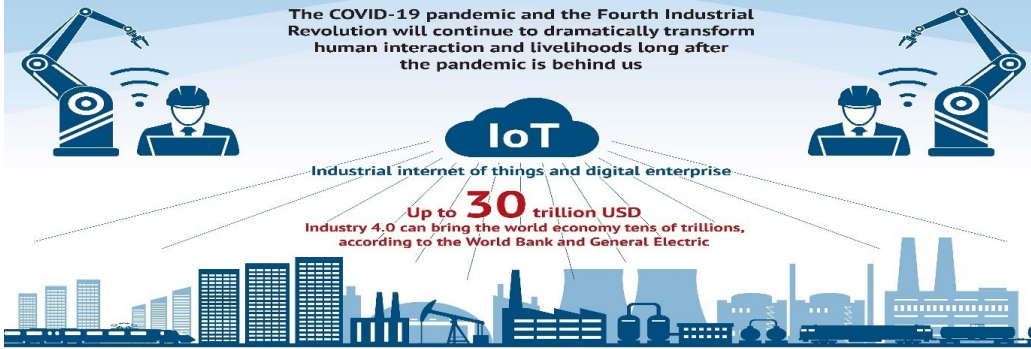 The COVID-19 pandemic and the Fourth Industrial
Revolution will continue to dramatically transform
human interaction and livelihoods long after
the pandemic is behind us
IoT
Industrial internet of things and digital enterprise
Up to 30 trillion USD
Industry 4.0 can bring the world economy tens of trillions,
according to the World Bank and General Electric